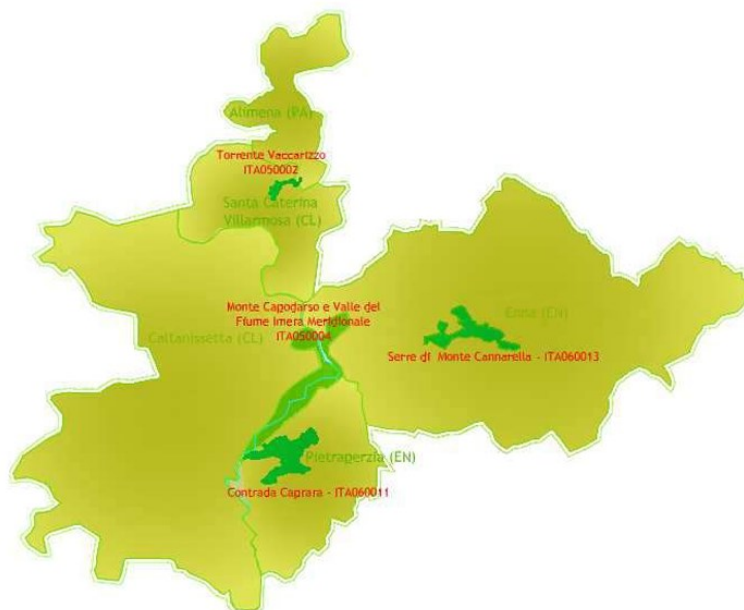 Alimena (PA)
Torrente Vaccarizzo
ITA050002
Santa Caterina
Villarmosa (CL)
Monte Capodarso e Valle del
Fiume Imera Meridionale
ITA050004
Caltanissetta (CL)
Enna (EN)
Serre di Monte Cannarella - ITA060013
Pietraperzia (EN)
Contrada Caprara - ITA060011